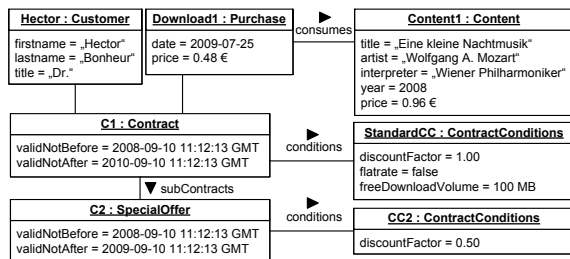 Hector : Customer
firstname = „Hector“
lastname = „Bonheur“
title = „Dr.“
Download1 : Purchase
date = 2009-07-25
price = 0.48 €
consumes
Content1 : Content
title = „Eine kleine Nachtmusik“
artist = „Wolfgang A. Mozart“
interpreter = „Wiener Philharmoniker“
year = 2008
price = 0.96 €
C1 : Contract
validNotBefore = 2008-09-10 11:12:13 GMT
validNotAfter = 2010-09-10 11:12:13 GMT
conditions
StandardCC : ContractConditions
discountFactor = 1.00
flatrate = false
freeDownloadVolume = 100 MB
subContracts
C2 : SpecialOffer
validNotBefore = 2008-09-10 11:12:13 GMT
validNotAfter = 2009-09-10 11:12:13 GMT
conditions
CC2 : ContractConditions
discountFactor = 0.50